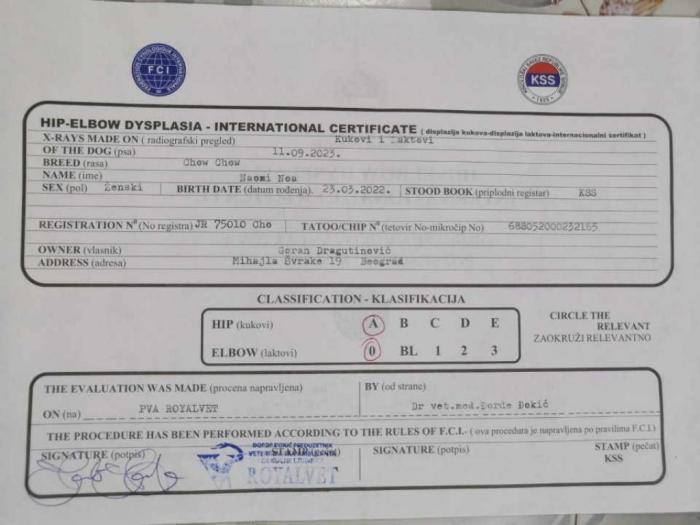 FCI
KSS
HIP-ELBOW DYSPLASIA - INTERNATIONAL CERTIFICATE ( displazija kukova-displazija laktova-internacionalni sertifikat )
X-RAYS MADE ON ( radiografski pregled) Kukovi i laktovi
OF THE DOG (psa) 11.09.2023.
BREED (rasa) Chow Chow
NAME (ime) Naomi Noa
SEX (pol) Ženski BIRTH DATE (datum rođenja). 23.03.2022. STOOD BOOK (priplodni registar) KSS
REGISTRATION Nº (No registra) JR 75010 Cho TATOO/CHIP Nº (tetovir No-mikročip No) 688052000232165
OWNER (vlasnik) Goran Dragutinović
ADDRESS (adresa) Mihajla Evrake 19 Beograd
CLASSIFICATION - KLASIFIKACIJA
HIP (kukovi) A B C D E
ELBOW (laktovi) 0 BL 1 2 3
CIRCLE THE
RELEVANT
ZAOKRUŽI RELEVANTNO
THE EVALUATION WAS MADE (procena napravljena) BY (od strane)
ON (na) PVA ROYALVET Dr vet.med.Đorđe Đokić
THE PROCEDURE HAS BEEN PERFORMED ACCORDING TO THE RULES OF F.C.I.- ( ova procedura je napravljena po pravilima F.C.I.)
SIGNATURE (potpis) STAMP SIGNATURE (potpis) STAMP (pečat)
KSS
ROYALVET